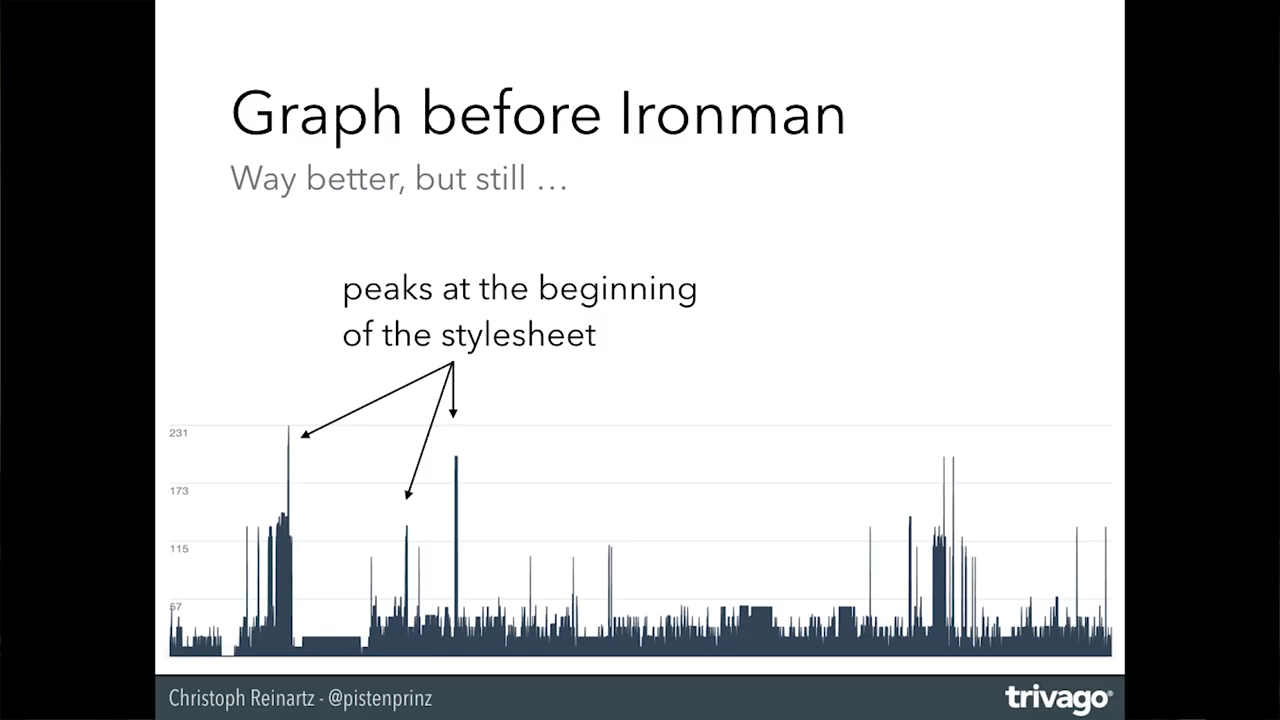 Graph before Ironman
Way better, but still …
peaks at the beginning
of the stylesheet
231
173
115
57
Christoph Reinartz - @pistenprinz
trivago®